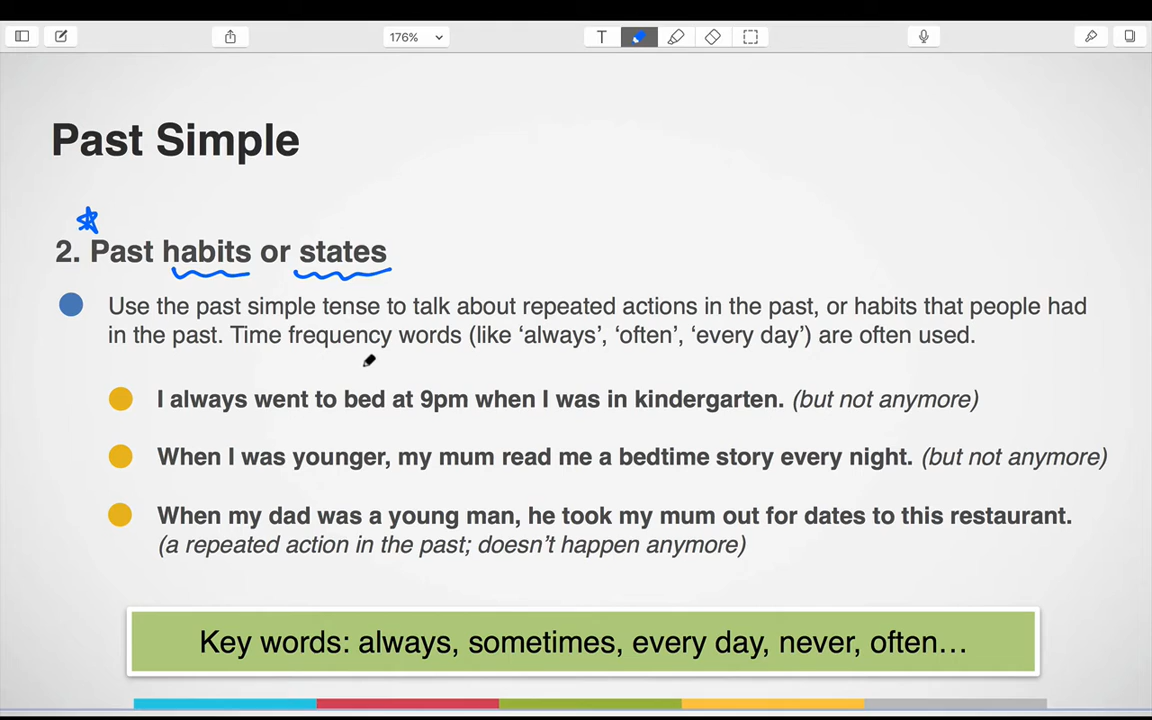 176%
T
Past Simple
2. Past habits or states
Use the past simple tense to talk about repeated actions in the past, or habits that people had
in the past. Time frequency words (like ‘always’, ‘often’, ‘every day’) are often used.
I always went to bed at 9pm when I was in kindergarten. (but not anymore)
When I was younger, my mum read me a bedtime story every night. (but not anymore)
When my dad was a young man, he took my mum out for dates to this restaurant.
(a repeated action in the past; doesn’t happen anymore)
Key words: always, sometimes, every day, never, often…